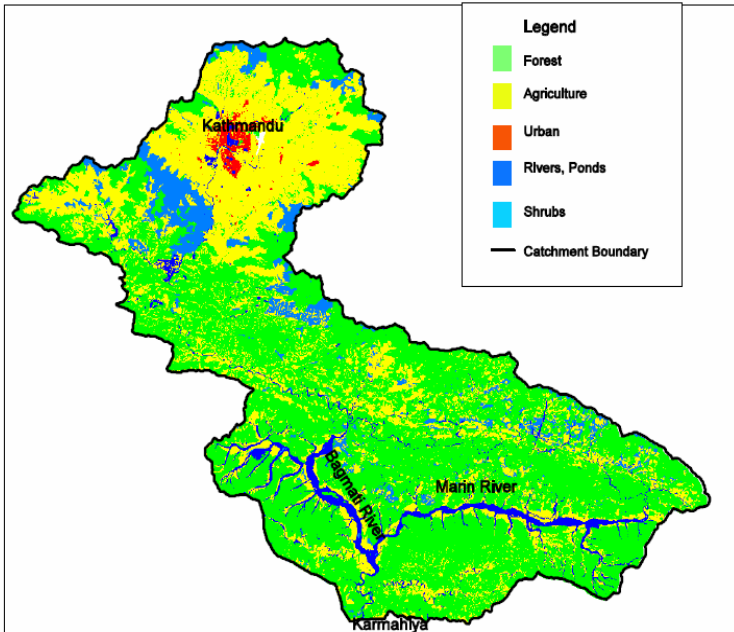 Legend
Forest
Agriculture
Urban
Rivers, Ponds
Shrubs
Catchment Boundary
Kathmandu
Bagmati River
Marin River
Karmahiya